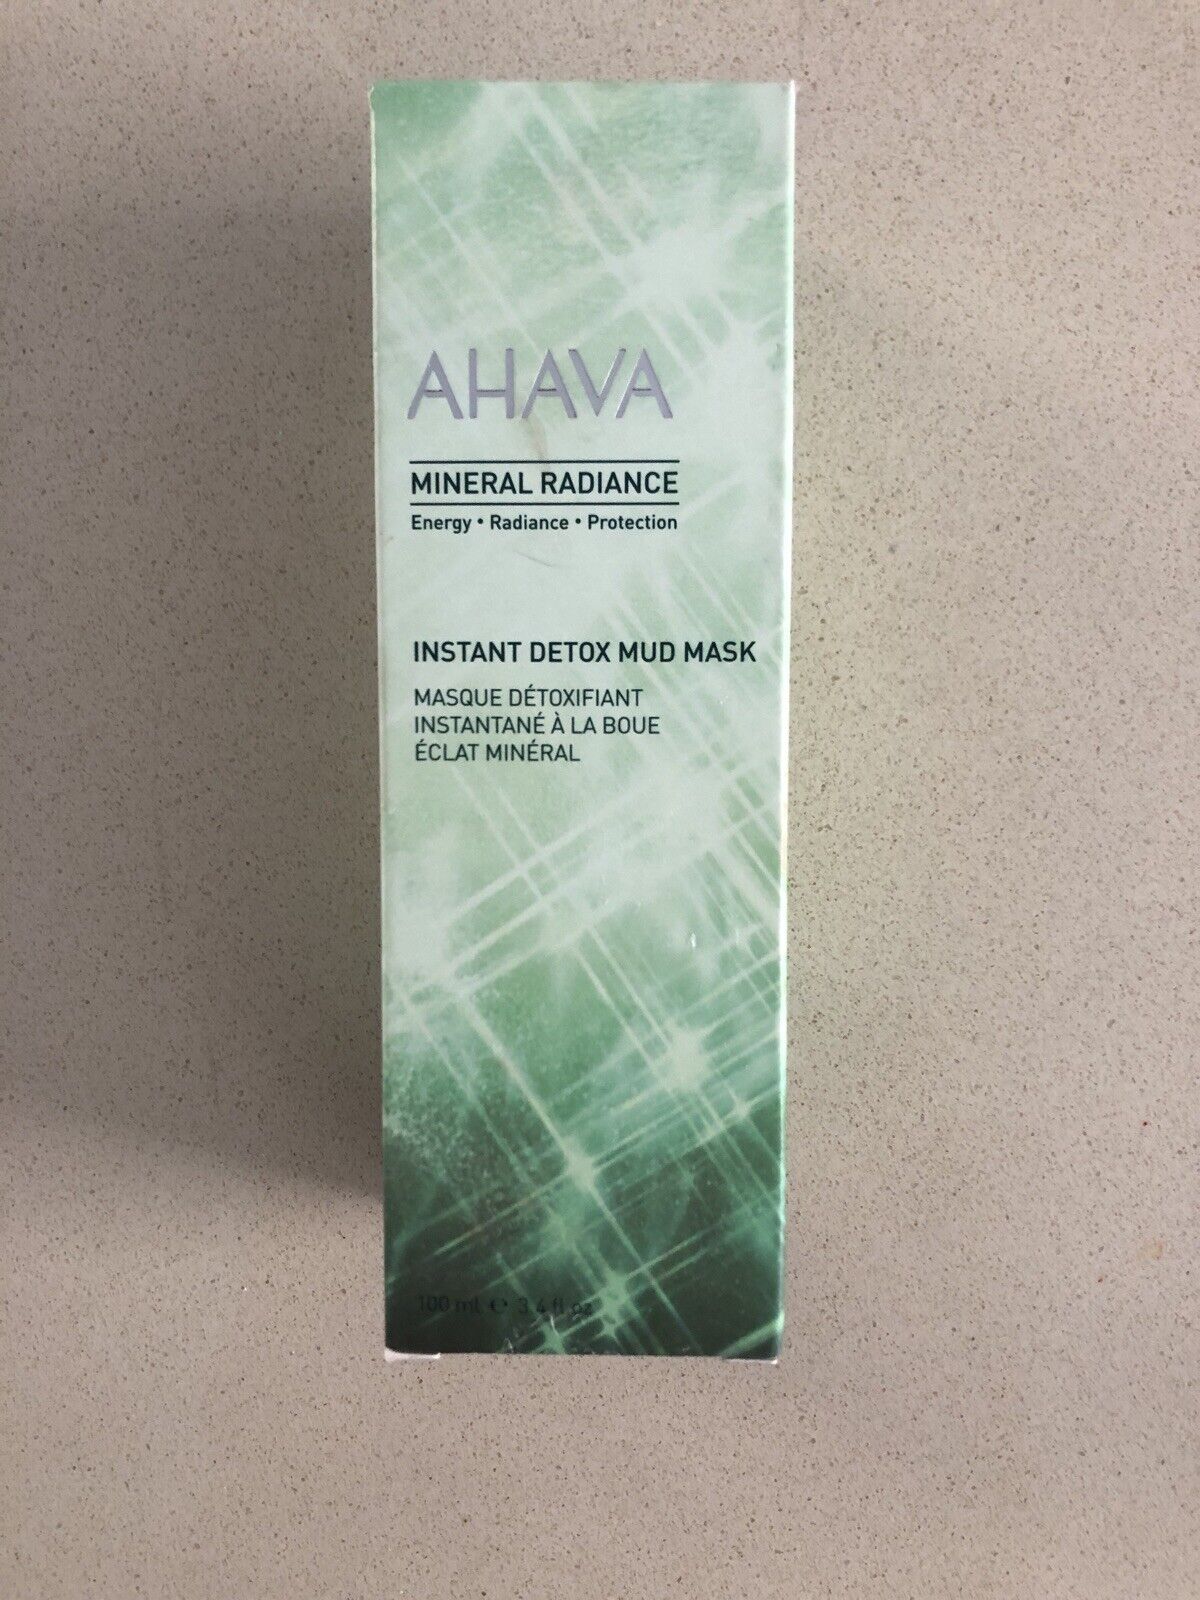 AHAVA
MINERAL RADIANCE
Energy • Radiance • Protection
INSTANT DETOX MUD MASK
MASQUE DÉTOXIFIANT
INSTANTANÉ À LA BOUE
ÉCLAT MINÉRAL
100 ml ℮ 3.4 fl oz